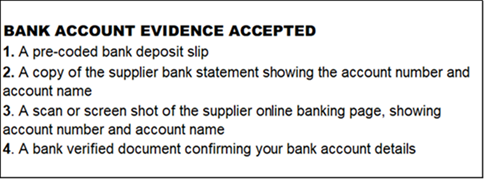 BANK ACCOUNT EVIDENCE ACCEPTED
1. A pre-coded bank deposit slip
2. A copy of the supplier bank statement showing the account number and
account name
3. A scan or screen shot of the supplier online banking page, showing
account number and account name
4. A bank verified document confirming your bank account details